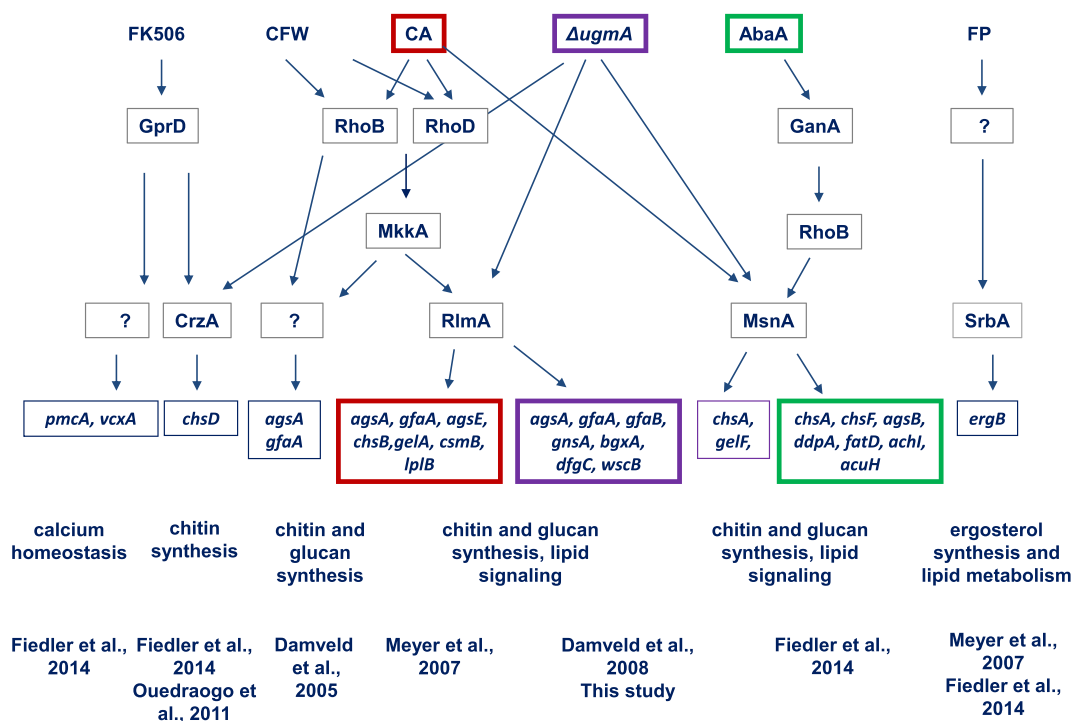 FK506
CFW
CA
ΔugmA
AbaA
FP
GprD
RhoB
RhoD
GanA
?
MkkA
RhoB
?
CrzA
?
RlmA
MsnA
SrbA
pmcA, vcxA
chsD
agsA
gfaA
agsA, gfaA, agsE,
chsB,gelA, csmB,
lplB
agsA, gfaA, gfaB,
gnsA, bgxA,
dfgC, wscB
chsA,
gelF,
chsA, chsF, agsB,
ddpA, fatD, achI,
acuH
ergB
calcium
homeostasis
chitin
synthesis
chitin and
glucan
synthesis
chitin and glucan
synthesis, lipid
signaling
chitin and glucan
synthesis, lipid
signaling
ergosterol
synthesis and
lipid metabolism
Fiedler et al.,
2014
Fiedler et al.,
2014
Ouedraogo et
al., 2011
Damveld
et al.,
2005
Meyer et al.,
2007
Damveld et al.,
2008
This study
Fiedler et al.,
2014
Meyer et al.,
2007
Fiedler et al.,
2014